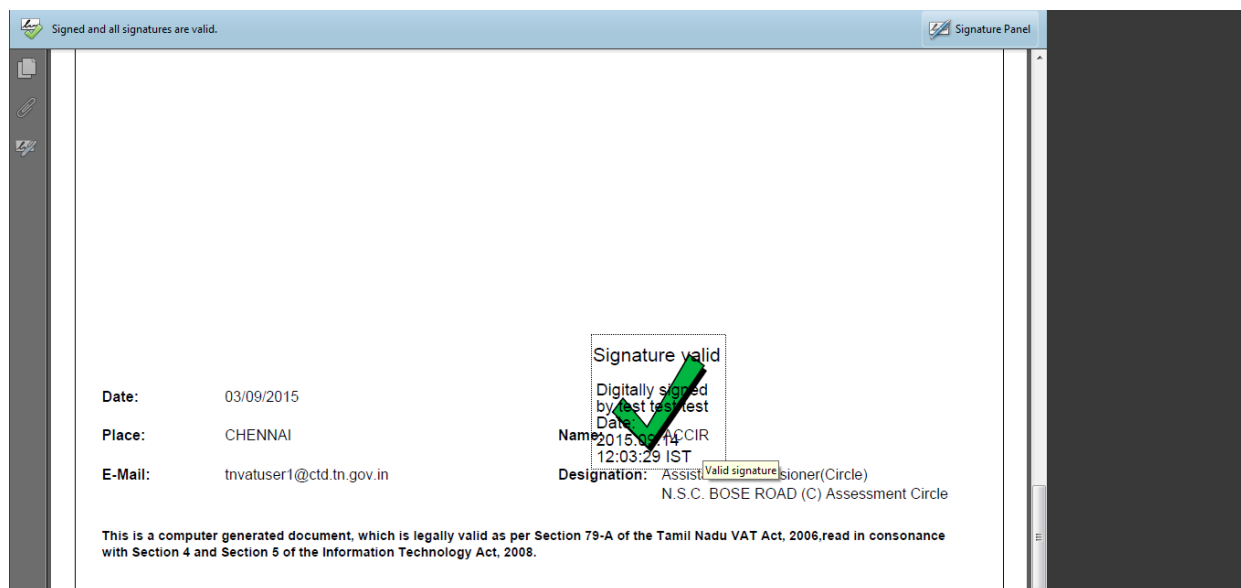 Signed and all signatures are valid.
Signature Panel
Signature valid
Digitally signed
by test test test
Date:
2015.09.14
12:03:29 IST
Date: 03/09/2015
Place: CHENNAI
Name: ACCIR
E-Mail: tnvatuser1@ctd.tn.gov.in
Designation: (Circle)
Valid signature
N.S.C. BOSE ROAD (C) Assessment Circle
This is a computer generated document, which is legally valid as per Section 79-A of the Tamil Nadu VAT Act, 2006,read in consonance
with Section 4 and Section 5 of the Information Technology Act, 2008.